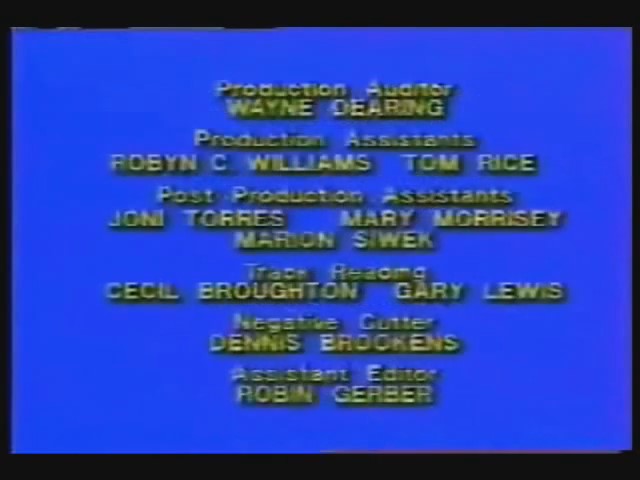 Production Auditor
WAYNE DEARING
Production Assistants
ROBYN C. WILLIAMS TOM RICE
Post-Production Assistants
JONI TORRES MARY MORRISEY
MARION SIWEK
Track Reading
CECIL BROUGHTON GARY LEWIS
Negative Cutter
DENNIS BROOKENS
Assistant Editor
ROBIN GERBER